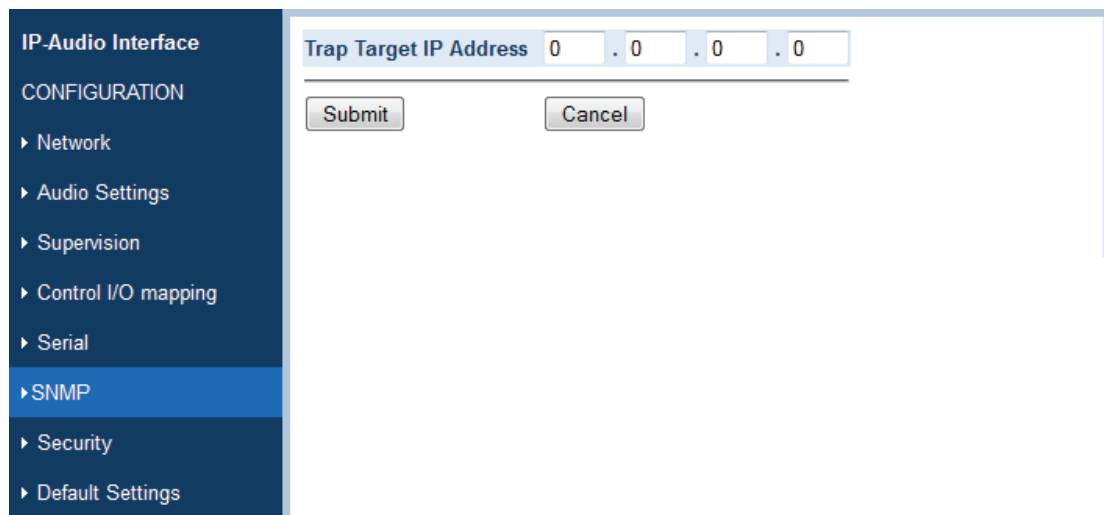 IP-Audio Interface
CONFIGURATION
Network
Audio Settings
Supervision
Control I/O mapping
Serial
SNMP
Security
Default Settings
Trap Target IP Address 0 . 0 . 0 . 0
Submit Cancel